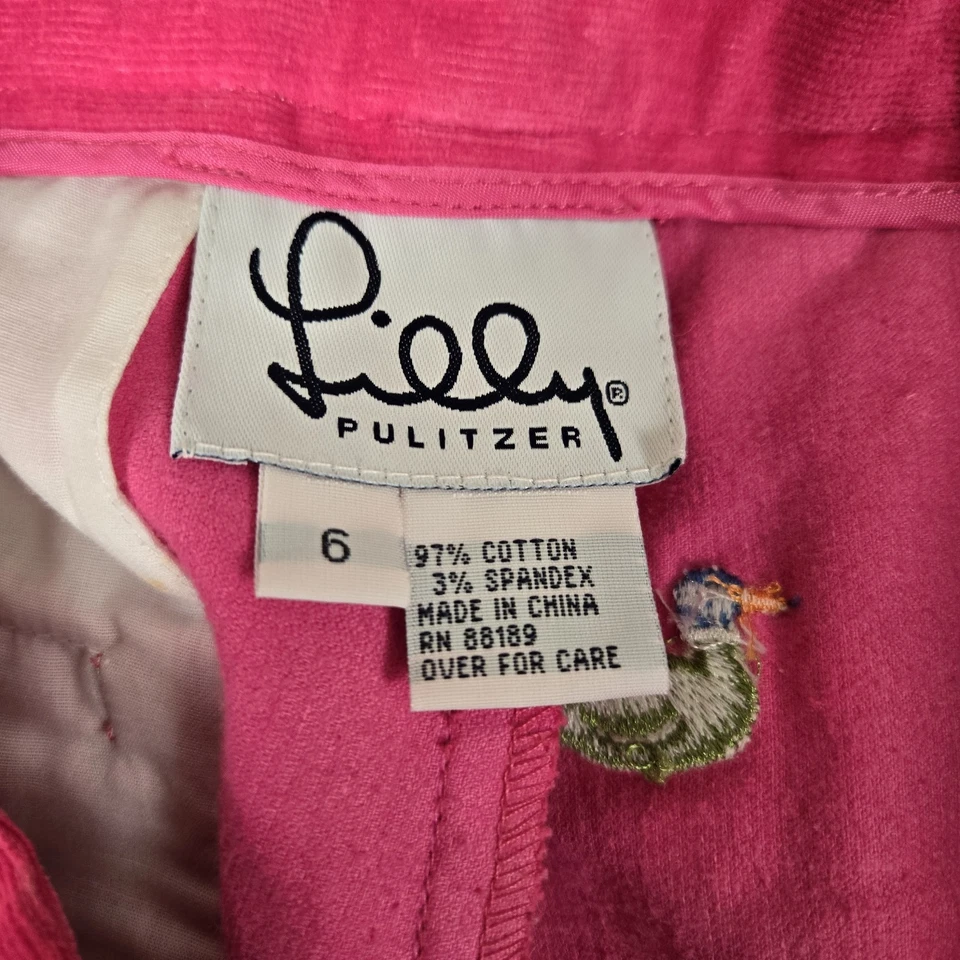 Lilly®
PULITZER
6
97% COTTON
3% SPANDEX
MADE IN CHINA
RN 88189
OVER FOR CARE